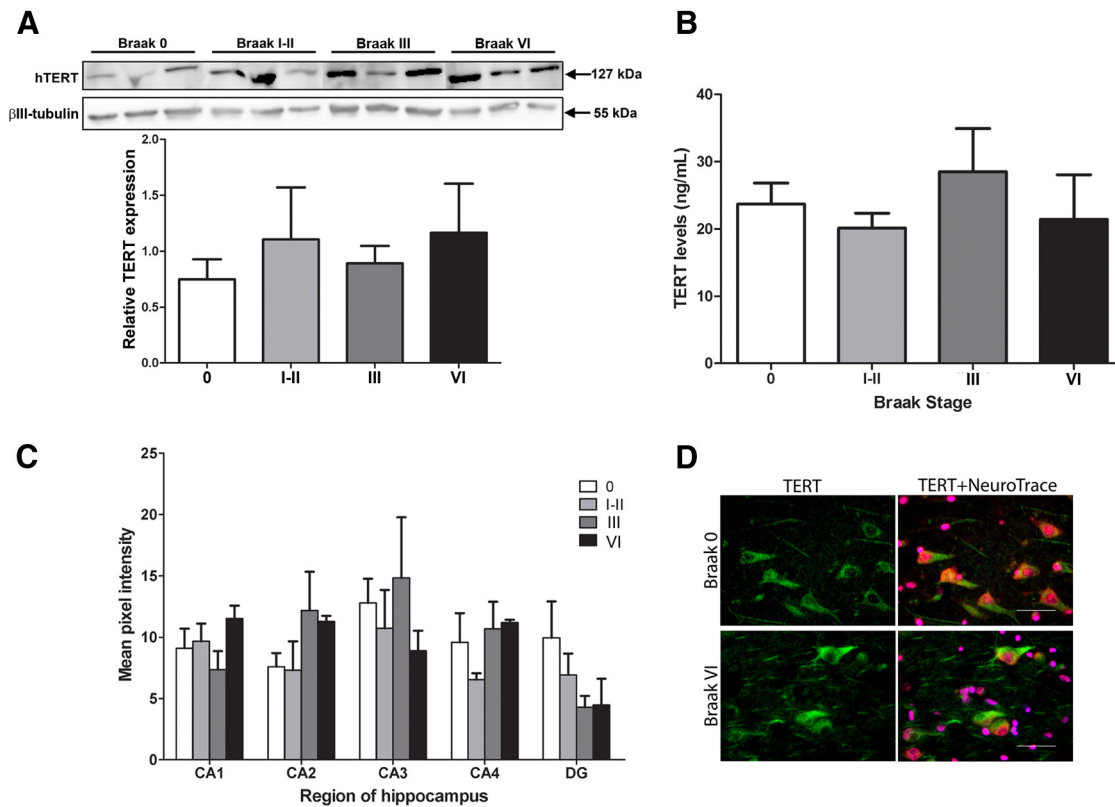 A
Braak 0 Braak I-II Braak III Braak VI
hTERT
127 kDa
βIII-tubulin
55 kDa
Relative TERT expression
2.0
1.5
1.0
0.5
0.0
0 I-II III VI
B
TERT levels (ng/mL)
40
30
20
10
0
0 I-II III VI
Braak Stage
C
Mean pixel intensity
25
20
15
10
5
0
0
I-II
III
VI
CA1 CA2 CA3 CA4 DG
Region of hippocampus
D
TERT TERT+NeuroTrace
Braak 0
Braak VI